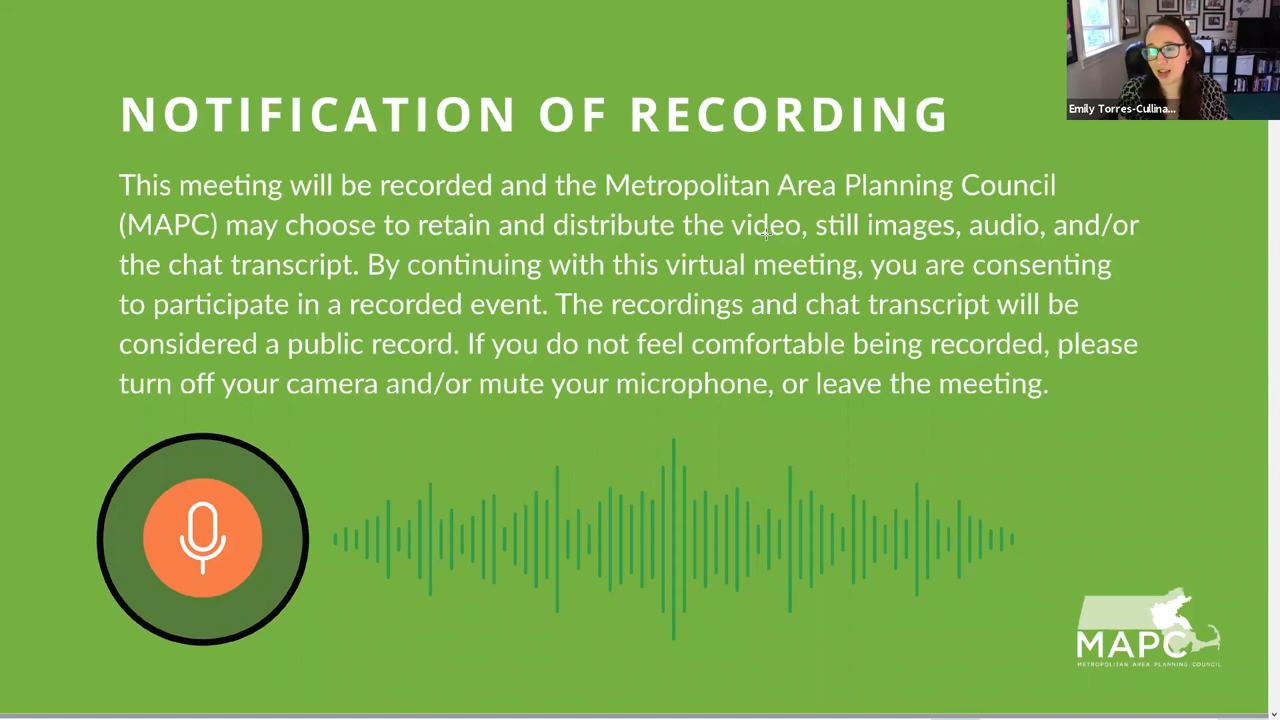 NOTIFICATION OF RECORDING
This meeting will be recorded and the Metropolitan Area Planning Council
(MAPC) may choose to retain and distribute the video, still images, audio, and/or
the chat transcript. By continuing with this virtual meeting, you are consenting
to participate in a recorded event. The recordings and chat transcript will be
considered a public record. If you do not feel comfortable being recorded, please
turn off your camera and/or mute your microphone, or leave the meeting.
Emily Torres-Cullina...
MAPC
METROPOLITAN AREA PLANNING COUNCIL